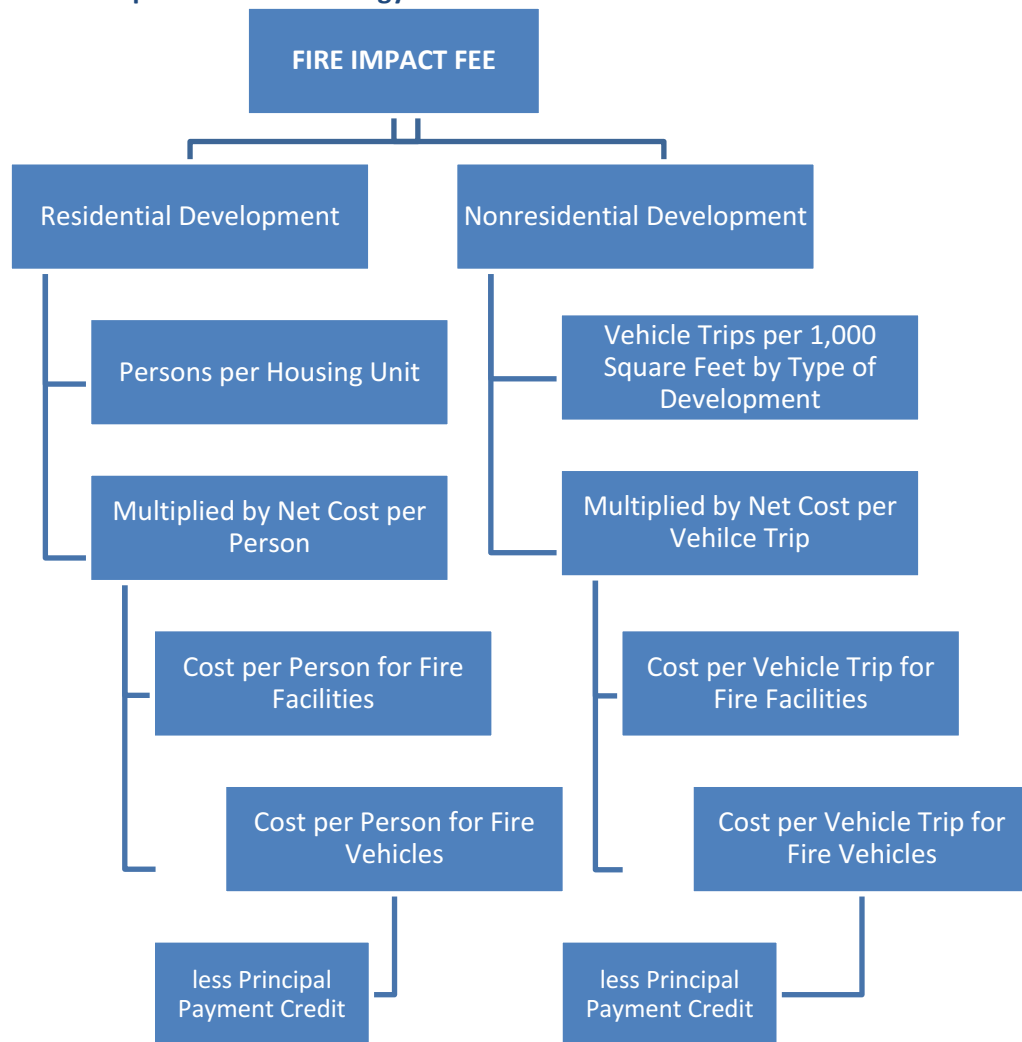 FIRE IMPACT FEE
Residential Development
Nonresidential Development
Persons per Housing Unit
Vehicle Trips per 1,000
Square Feet by Type of
Development
Multiplied by Net Cost per
Person
Multiplied by Net Cost per
Vehilce Trip
Cost per Person for Fire
Facilities
Cost per Vehicle Trip for
Fire Facilities
Cost per Person for Fire
Vehicles
Cost per Vehicle Trip for
Fire Vehicles
less Principal
Payment Credit
less Principal
Payment Credit